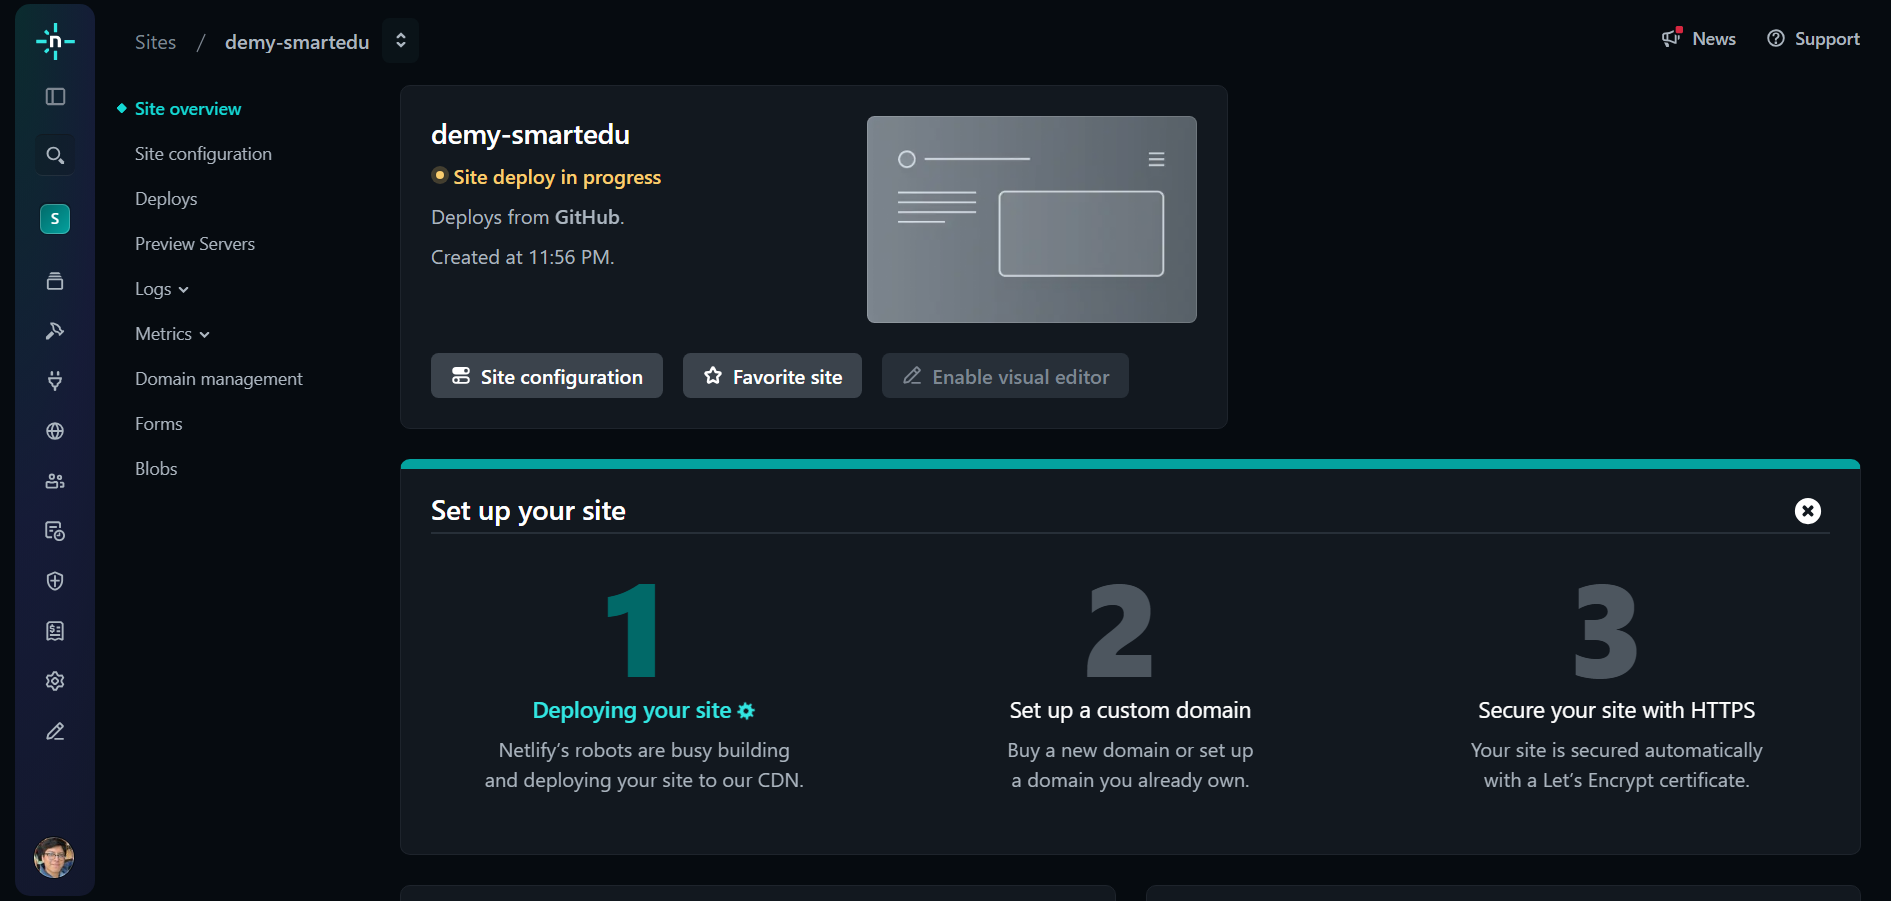 n
Sites / demy-smartedu
News
Support
S
Site overview
Site configuration
Deploys
Preview Servers
Logs
Metrics
Domain management
Forms
Blobs
demy-smartedu
Site deploy in progress
Deploys from GitHub.
Created at 11:56 PM.
Site configuration
Favorite site
Enable visual editor
Set up your site
1
Deploying your site
Netlify’s robots are busy building
and deploying your site to our CDN.
2
Set up a custom domain
Buy a new domain or set up
a domain you already own.
3
Secure your site with HTTPS
Your site is secured automatically
with a Let’s Encrypt certificate.